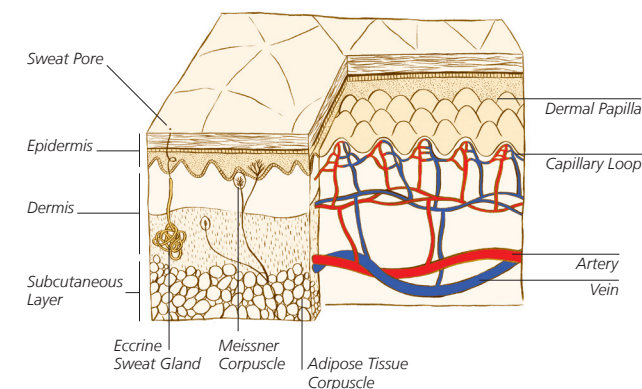 Sweat Pore
Epidermis
Dermis
Subcutaneous
Layer
Eccrine
Sweat Gland
Meissner
Corpuscle
Adipose Tissue
Corpuscle
Dermal Papilla
Capillary Loop
Artery
Vein